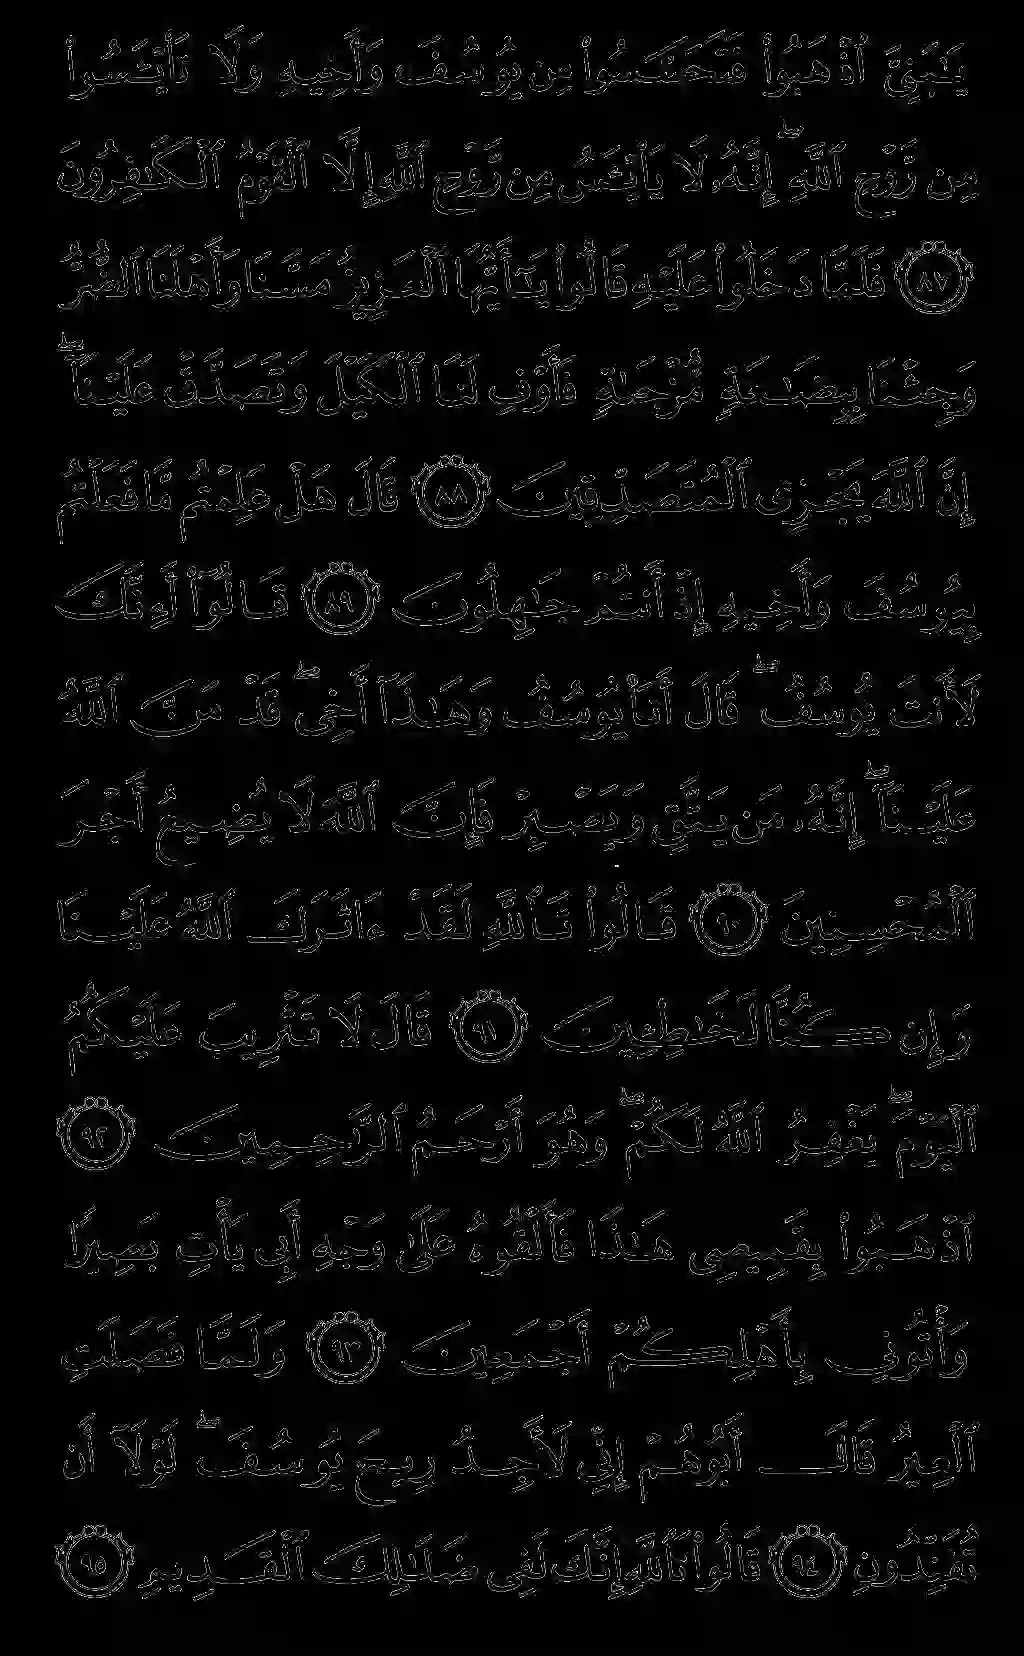 يَـٰبَنِىَّ ٱذْهَبُوا۟ فَتَحَسَّسُوا۟ مِن يُوسُفَ وَأَخِيهِ وَلَا تَا۟يْـَٔسُوا۟
مِن رَّوْحِ ٱللَّهِ ۖ إِنَّهُۥ لَا يَا۟يْـَٔسُ مِن رَّوْحِ ٱللَّهِ إِلَّا ٱلْقَوْمُ ٱلْكَـٰفِرُونَ
٨٧ فَلَمَّا دَخَلُوا۟ عَلَيْهِ قَالُوا۟ يَـٰٓأَيُّهَا ٱلْعَزِيزُ مَسَّنَا وَأَهْلَنَا ٱلضُّرُّ
وَجِئْنَا بِبِضَـٰعَةٍ مُّزْجَىٰةٍ فَأَوْفِ لَنَا ٱلْكَيْلَ وَتَصَدَّقْ عَلَيْنَآ ۖ
إِنَّ ٱللَّهَ يَجْزِى ٱلْمُتَصَدِّقِينَ ٨٨ قَالَ هَلْ عَلِمْتُم مَّا فَعَلْتُم
بِيُوسُفَ وَأَخِيهِ إِذْ أَنتُمْ جَـٰهِلُونَ ٨٩ قَالُوٓا۟ أَءِنَّكَ
لَأَنتَ يُوسُفُ ۖ قَالَ أَنَا۠ يُوسُفُ وَهَـٰذَآ أَخِى ۖ قَدْ مَنَّ ٱللَّهُ
عَلَيْنَآ ۖ إِنَّهُۥ مَن يَتَّقِ وَيَصْبِرْ فَإِنَّ ٱللَّهَ لَا يُضِيعُ أَجْرَ
ٱلْمُحْسِنِينَ ٩٠ قَالُوا۟ تَٱللَّهِ لَقَدْ ءَاثَرَكَ ٱللَّهُ عَلَيْنَا
وَإِن كُنَّا لَخَـٰطِـِٔينَ ٩١ قَالَ لَا تَثْرِيبَ عَلَيْكُمُ
ٱلْيَوْمَ ۖ يَغْفِرُ ٱللَّهُ لَكُمْ ۖ وَهُوَ أَرْحَمُ ٱلرَّٰحِمِينَ ٩٢
ٱذْهَبُوا۟ بِقَمِيصِى هَـٰذَا فَأَلْقُوهُ عَلَىٰ وَجْهِ أَبِى يَأْتِ بَصِيرًا
وَأْتُونِى بِأَهْلِكُمْ أَجْمَعِينَ ٩٣ وَلَمَّا فَصَلَتِ
ٱلْعِيرُ قَالَ أَبُوهُمْ إِنِّى لَأَجِدُ رِيحَ يُوسُفَ ۖ لَوْلَآ أَن
تُفَنِّدُونِ ٩٤ قَالُوا۟ تَٱللَّهِ إِنَّكَ لَفِى ضَلَـٰلِكَ ٱلْقَدِيمِ ٩٥